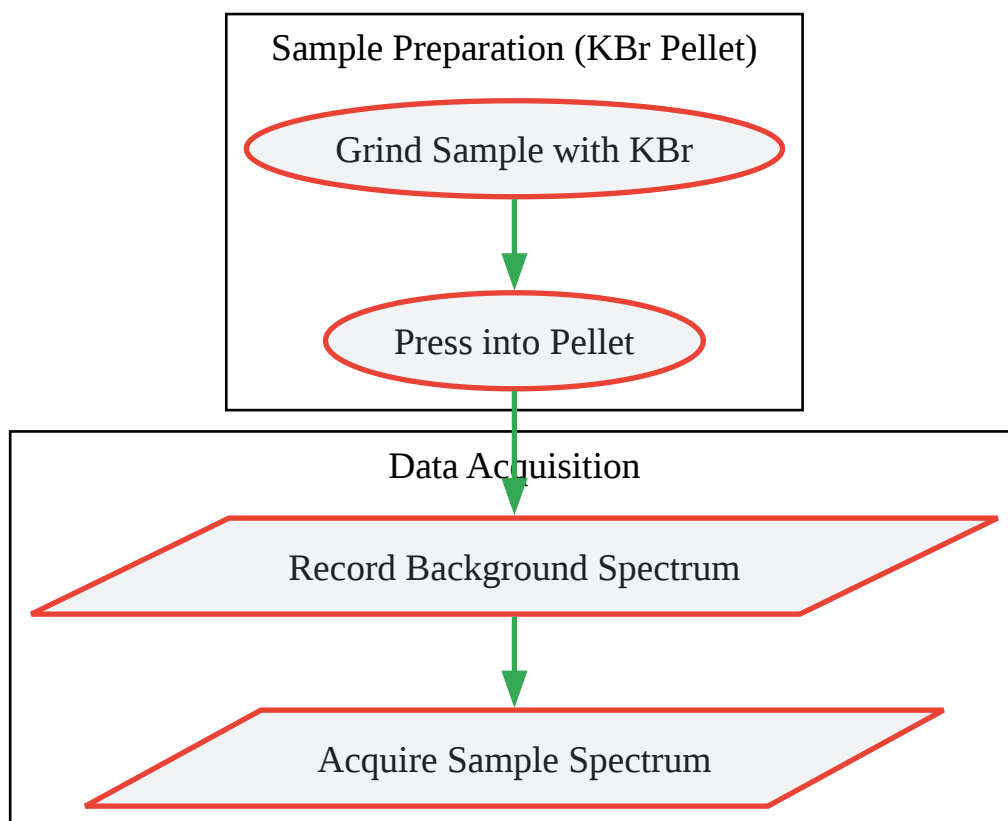 Sample Preparation (KBr Pellet)
Grind Sample with KBr
Press into Pellet
Data Acquisition
Record Background Spectrum
Acquire Sample Spectrum